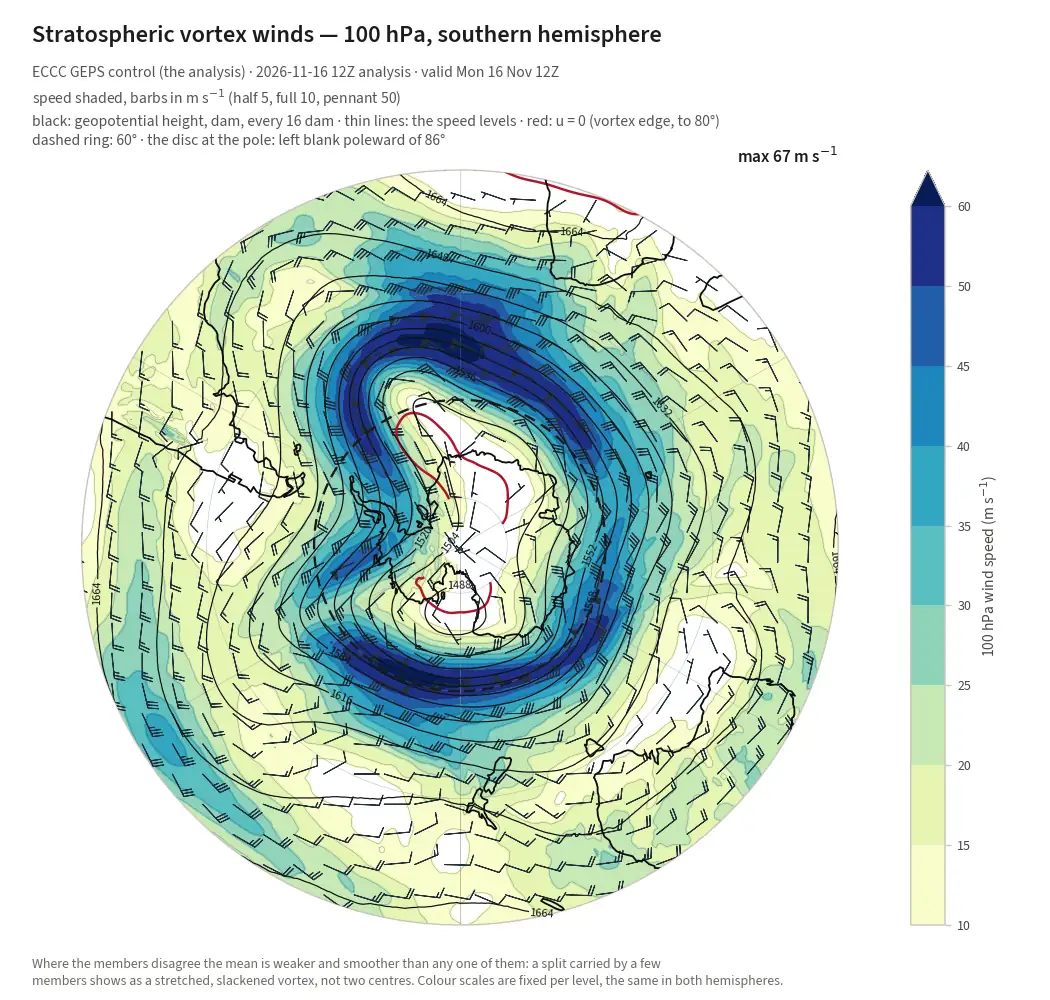 Stratospheric vortex winds — 100 hPa, southern hemisphere
ECCC GEPS control (the analysis) · 2026-11-16 12Z analysis · valid Mon 16 Nov 12Z
speed shaded, barbs in m s⁻¹ (half 5, full 10, pennant 50)
black: geopotential height, dam, every 16 dam · thin lines: the speed levels · red: u = 0 (vortex edge, to 80°)
dashed ring: 60° · the disc at the pole: left blank poleward of 86°
max 67 m s⁻¹
1664
1664
1648
1600
1632
1520
1504
1552
1488
1664
1616
1664
60
50
45
40
35
30
25
20
15
10
100 hPa wind speed (m s⁻¹)
Where the members disagree the mean is weaker and smoother than any one of them: a split carried by a few
members shows as a stretched, slackened vortex, not two centres. Colour scales are fixed per level, the same in both hemispheres.